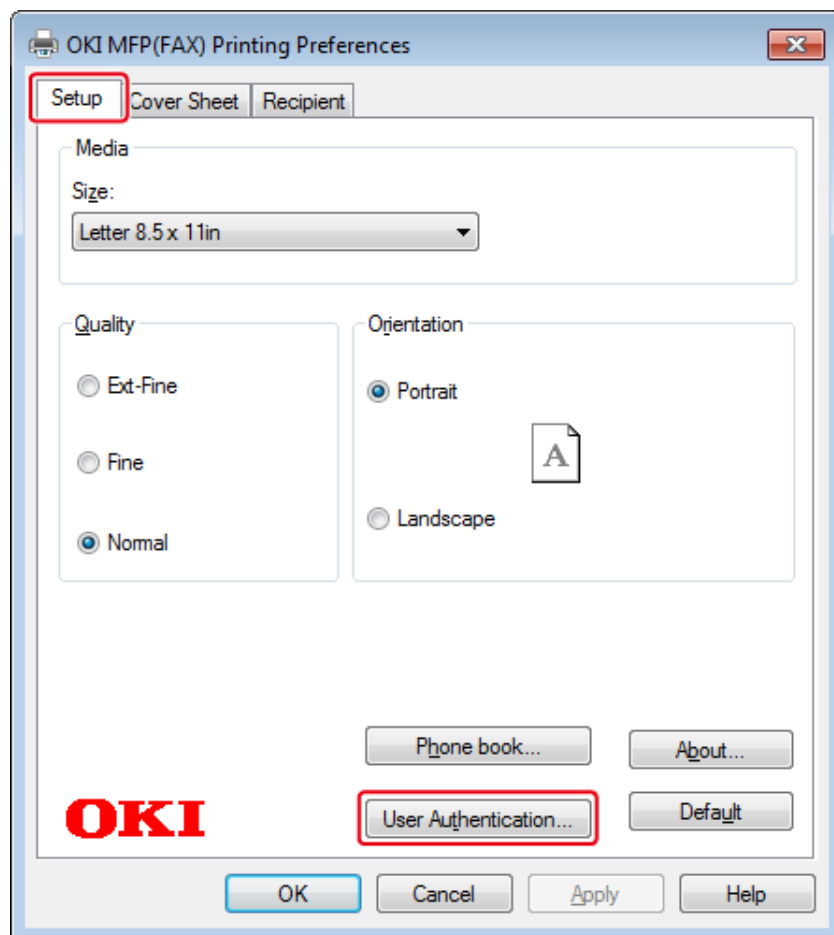 OKI MFP(FAX) Printing Preferences
Setup Cover Sheet Recipient
Media
Size:
Letter 8.5 x 11in
Quality
Ext-Fine
Fine
Normal
Orientation
Portrait
A
Landscape
Phone book... About...
OKI User Authentication... Default
OK Cancel Apply Help